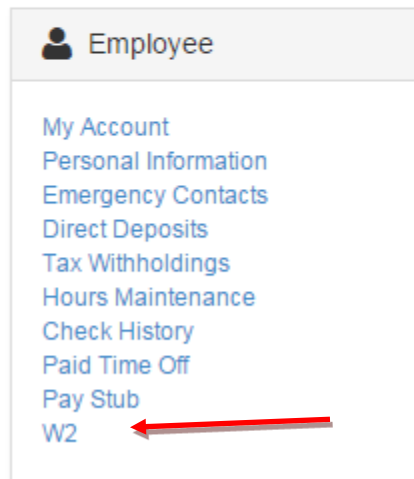 Employee
My Account
Personal Information
Emergency Contacts
Direct Deposits
Tax Withholdings
Hours Maintenance
Check History
Paid Time Off
Pay Stub
W2